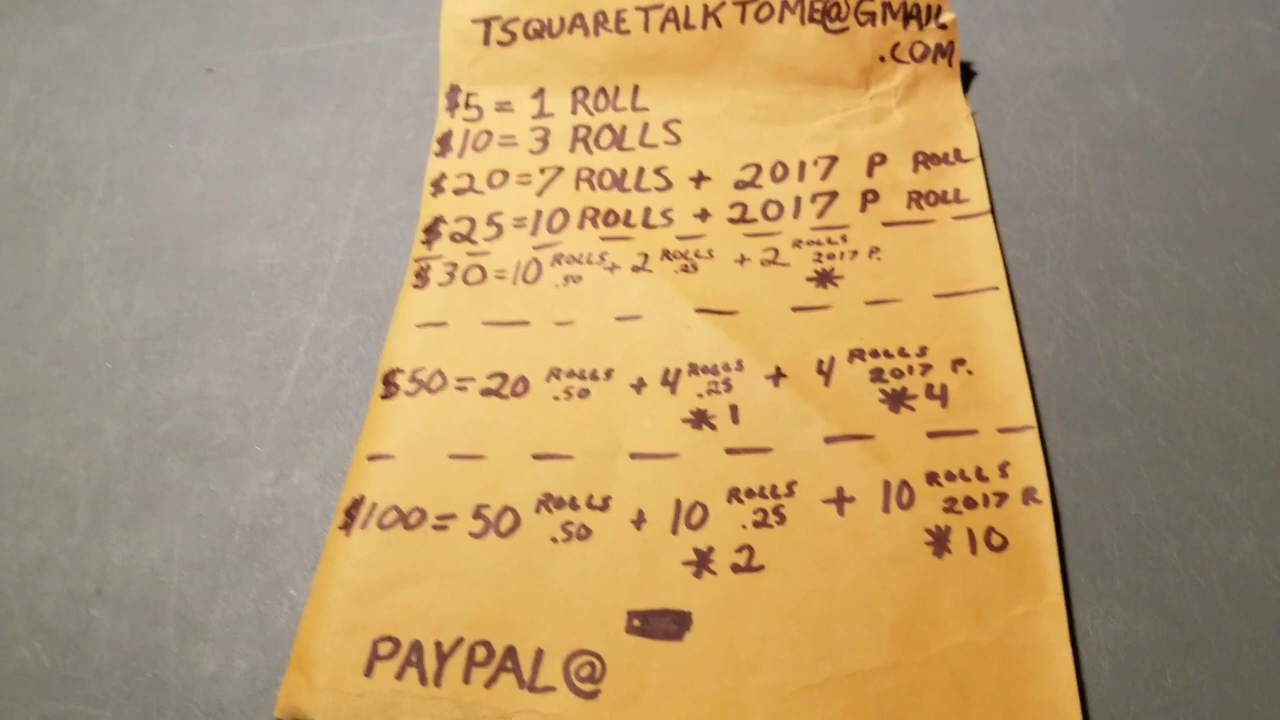 TSQUARETALKTOME@GMAIL
.COM
$5 = 1 ROLL
$10 = 3 ROLLS
$20 = 7 ROLLS + 2017 P ROLL
$25 = 10 ROLLS + 2017 P ROLL
$30 = 10 ROLLS .50 + 2 ROLLS .25 + 2 ROLLS 2017 P.
*
$50 = 20 ROLLS .50 + 4 ROLLS .25 + 4 ROLLS 2017 P.
*1 *4
$100 = 50 ROLLS .50 + 10 ROLLS .25 + 10 ROLLS 2017 P
*2 *10
PAYPAL@